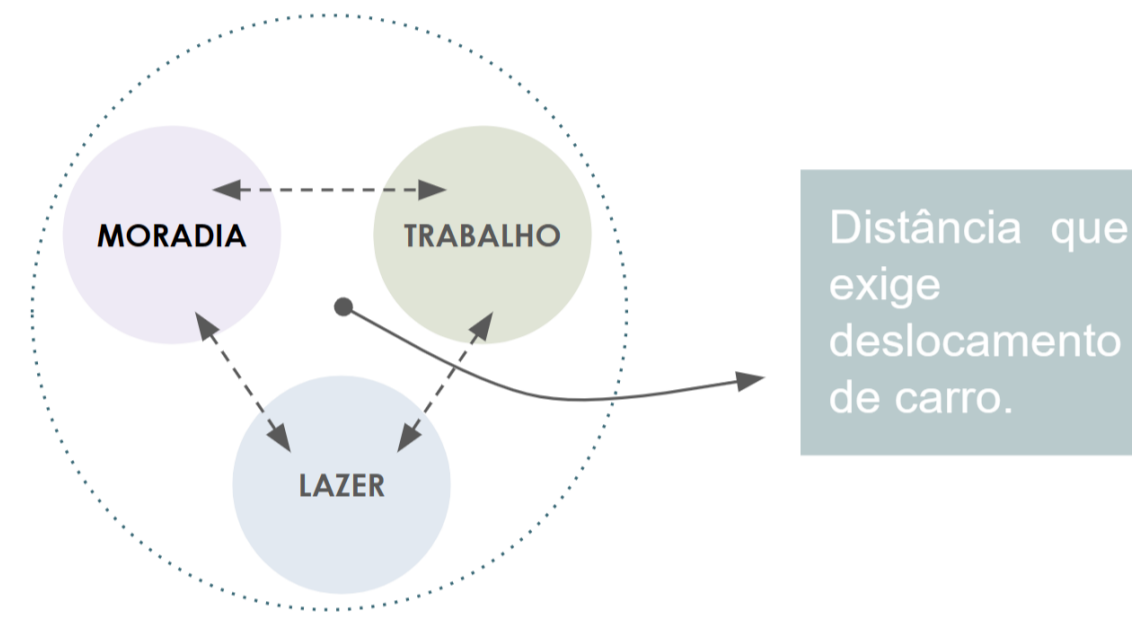 MORADIA
TRABALHO
LAZER
Distância que
exige
deslocamento
de carro.